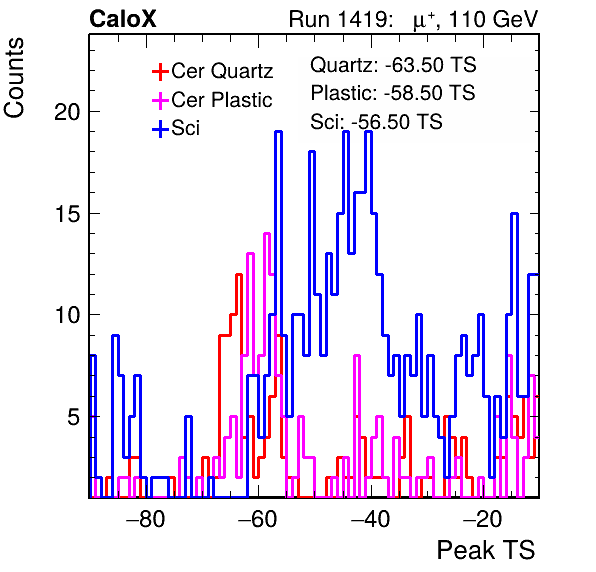 CaloX Run 1419: μ⁺, 110 GeV
Counts
Cer Quartz
Cer Plastic
Sci
Quartz: -63.50 TS
Plastic: -58.50 TS
Sci: -56.50 TS
20
15
10
5
−80 −60 −40 −20
Peak TS